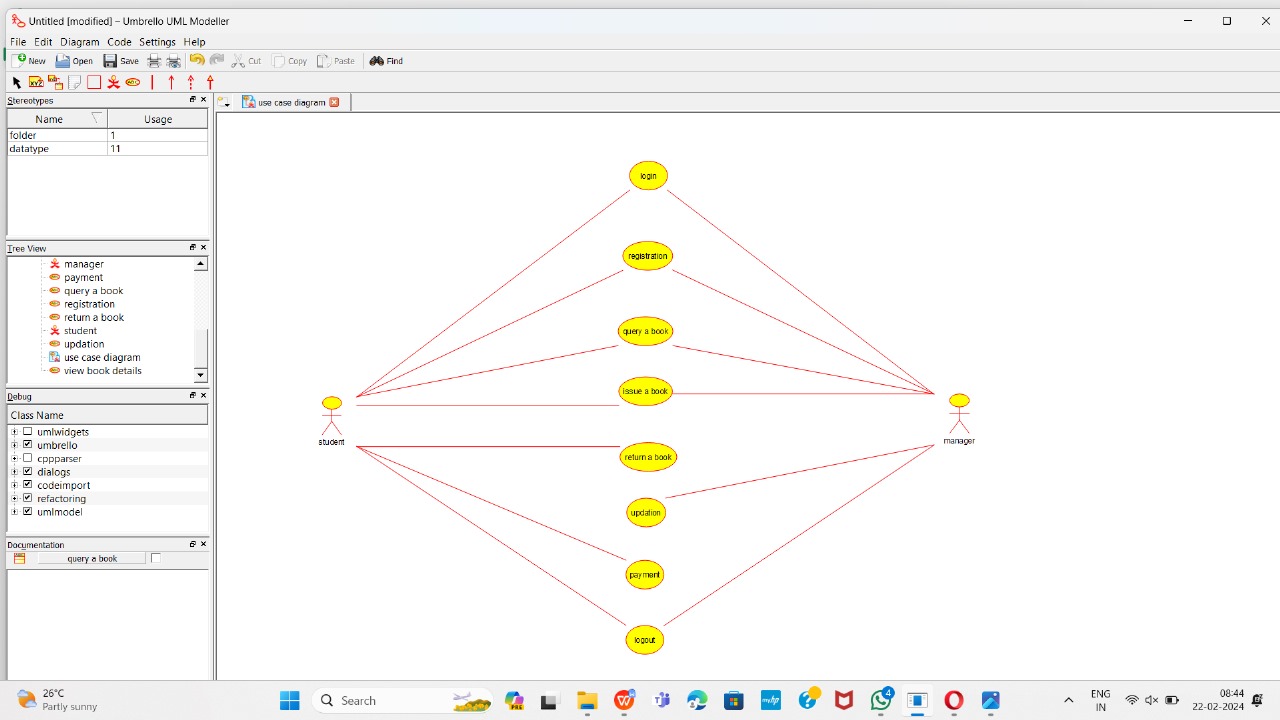 Untitled [modified] – Umbrello UML Modeller
File Edit Diagram Code Settings Help
New Open Save Cut Copy Paste Find
Stereotypes
Name Usage
folder 1
datatype 11
Tree View
manager
payment
query a book
registration
return a book
student
updation
use case diagram
view book details
Debug
Class Name
umlwidgets
umbrello
cppparser
dialogs
codeimport
refactoring
umlmodel
Documentation
query a book
use case diagram
login
registration
query a book
issue a book
student
manager
return a book
updation
payment
logout
26°C
Partly sunny
Search
PRE
4
ENG
IN
08:44
22-02-2024